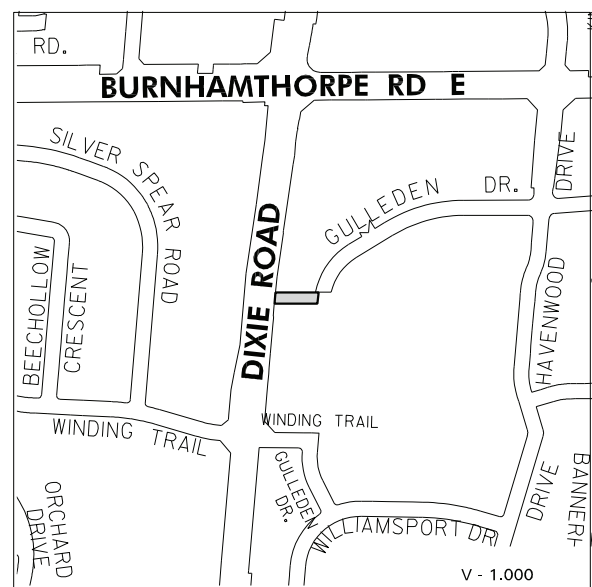 RD.
BURNHAMTHORPE RD E
SILVER SPEAR ROAD
GULLEDEN DR.
DRIVE
DIXIE ROAD
BEECHOLLOW
CRESCENT
HAVENWOOD
WINDING TRAIL
WINDING TRAIL
GULLEDEN
DR.
WILLIAMSPORT DR
DRIVE
BANNER-
ORCHARD
DRIVE
V - 1.000